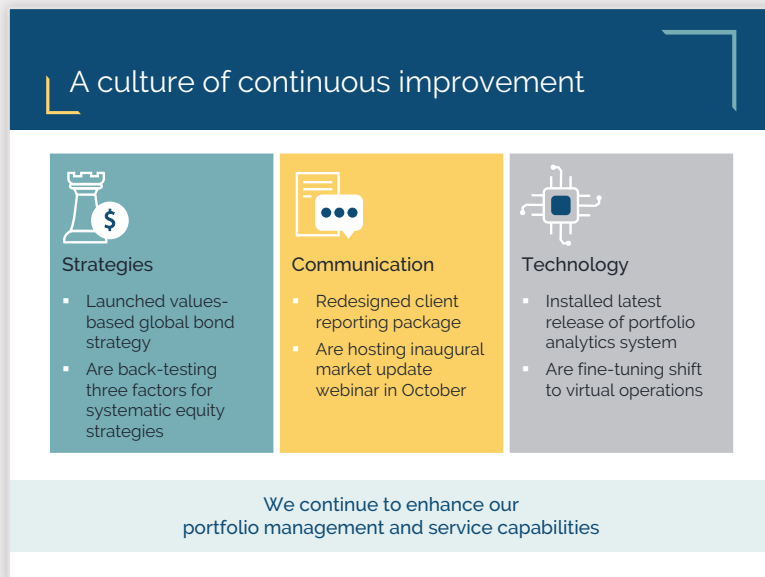 A culture of continuous improvement
$
Strategies
▪ Launched values-
based global bond
strategy
▪ Are back-testing
three factors for
systematic equity
strategies
Communication
▪ Redesigned client
reporting package
▪ Are hosting inaugural
market update
webinar in October
Technology
▪ Installed latest
release of portfolio
analytics system
▪ Are fine-tuning shift
to virtual operations
We continue to enhance our
portfolio management and service capabilities